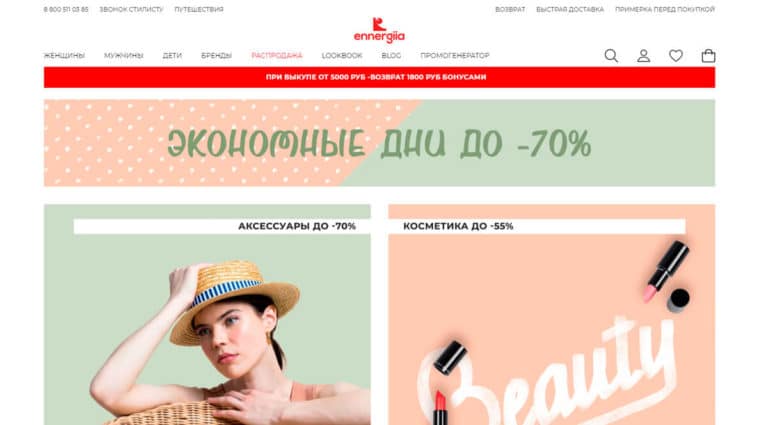 8 800 511 03 85 ЗВОНОК СТИЛИСТУ ПУТЕШЕСТВИЯ ВОЗВРАТ БЫСТРАЯ ДОСТАВКА ПРИМЕРКА ПЕРЕД ПОКУПКОЙ
ennergiia
ЖЕНЩИНЫ МУЖЧИНЫ ДЕТИ БРЕНДЫ РАСПРОДАЖА LOOKBOOK BLOG ПРОМОГЕНЕРАТОР
ПРИ ВЫКУПЕ ОТ 5000 РУБ -ВОЗВРАТ 1800 РУБ БОНУСАМИ
ЭКОНОМНЫЕ ДНИ ДО -70%
АКСЕССУАРЫ ДО -70%
КОСМЕТИКА ДО -55%
Beauty